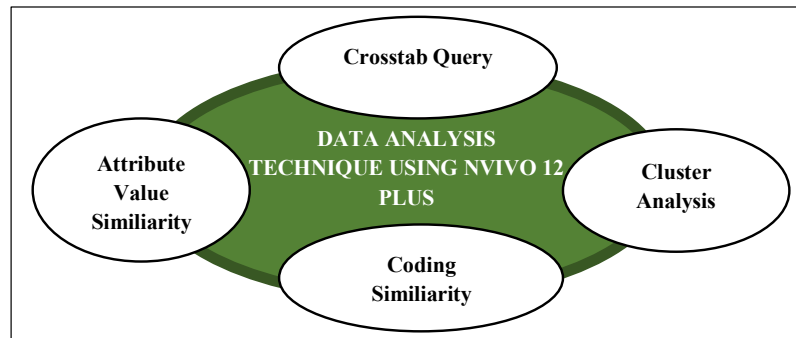 Crosstab Query
DATA ANALYSIS
TECHNIQUE USING NVIVO 12
PLUS
Attribute
Value
Similiarity
Cluster
Analysis
Coding
Similiarity